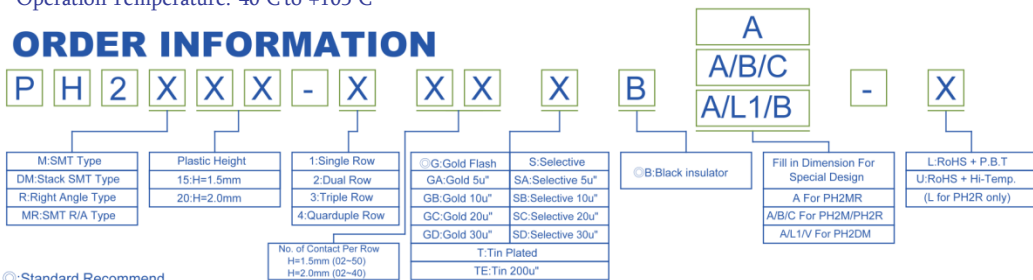 Operation Temperature:-40°C to +105°C
ORDER INFORMATION
P H 2 X X X - X X X X B A - X
A/B/C
A/L1/B
M:SMT Type
DM:Stack SMT Type
R:Right Angle Type
MR:SMT R/A Type
Plastic Height
15:H=1.5mm
20:H=2.0mm
1:Single Row
2:Dual Row
3:Triple Row
4:Quarduple Row
No. of Contact Per Row
H=1.5mm (02~50)
H=2.0mm (02~40)
◎G:Gold Flash S:Selective
GA:Gold 5u" SA:Selective 5u"
GB:Gold 10u" SB:Selective 10u"
GC:Gold 20u" SC:Selective 20u"
GD:Gold 30u" SD:Selective 30u"
T:Tin Plated
TE:Tin 200u"
◎B:Black insulator
Fill in Dimension For
Special Design
A For PH2MR
A/B/C For PH2M/PH2R
A/L1/V For PH2DM
L:RoHS + P.B.T
U:RoHS + Hi-Temp.
(L for PH2R only)
◎:Standard Recommend